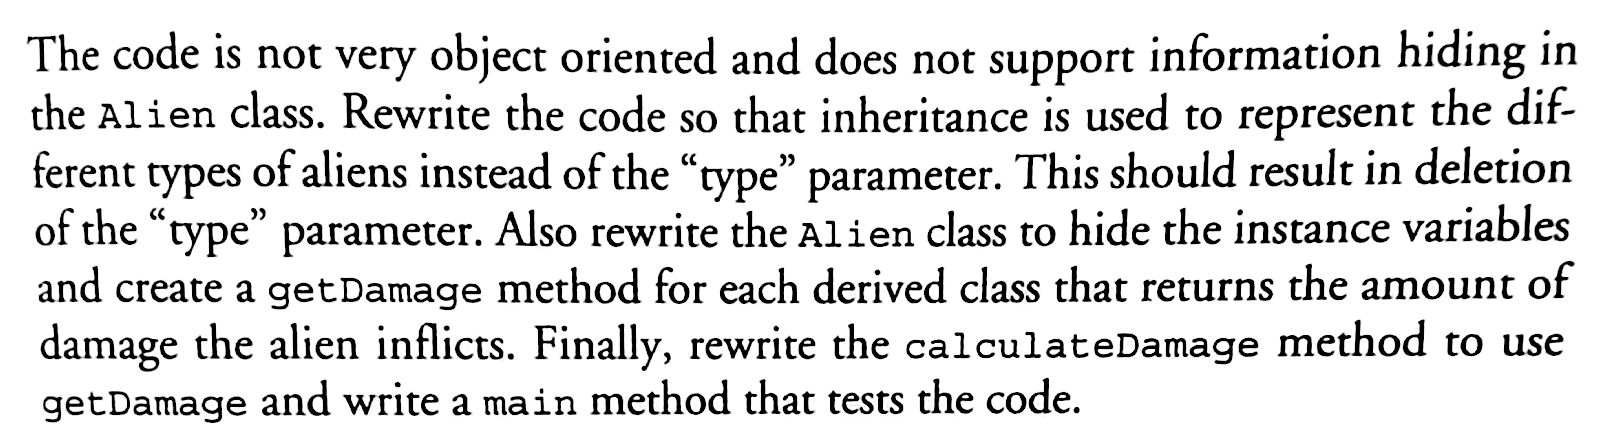 The code is not very object oriented and does not support information hiding in
the Alien class. Rewrite the code so that inheritance is used to represent the dif-
ferent types of aliens instead of the “type” parameter. This should result in deletion
of the “type” parameter. Also rewrite the Alien class to hide the instance variables
and create a getDamage method for each derived class that returns the amount of
damage the alien inflicts. Finally, rewrite the calculateDamage method to use
getDamage and write a main method that tests the code.